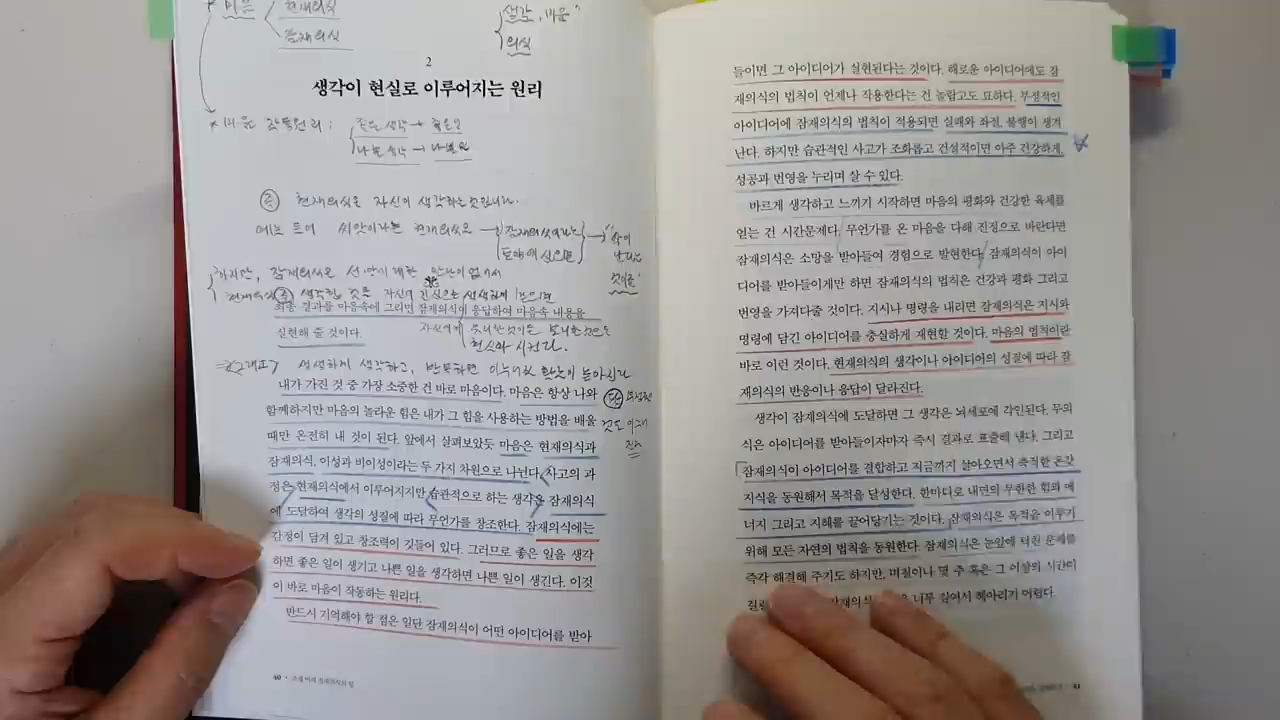 마음 현재의식
잠재의식
생각, 마음
의식
2
생각이 현실로 이루어지는 원리
좋은 생각 →
나쁜 생각 →
즉 현재의식은 자신이 생각하는 것입니다.
최종 결과를 마음속에 그리면 잠재의식이 응답하여 마음속 내용을
실현해 줄 것이다.
내가 가진 것 중 가장 소중한 건 바로 마음이다. 마음은 항상 나와
함께하지만 마음의 놀라운 힘은 내가 그 힘을 사용하는 방법을 배울
때만 온전히 내 것이 된다. 앞에서 살펴보았듯 마음은 현재의식과
잠재의식, 이성과 비이성이라는 두 가지 차원으로 나뉜다. 사고의 과
정은 현재의식에서 이루어지지만 습관적으로 하는 생각은 잠재의식
에 도달하여 생각의 성질에 따라 무언가를 창조한다. 잠재의식에는
감정이 담겨 있고 창조력이 깃들어 있다. 그러므로 좋은 일을 생각
하면 좋은 일이 생기고 나쁜 일을 생각하면 나쁜 일이 생긴다. 이것
이 바로 마음이 작동하는 원리다.
반드시 기억해야 할 점은 일단 잠재의식이 어떤 아이디어를 받아
40
들이면 그 아이디어가 실현된다는 것이다. 해로운 아이디어에도 잠
재의식의 법칙이 언제나 작용한다는 건 놀랍고도 묘하다. 부정적인
아이디어에 잠재의식의 법칙이 적용되면 실패와 좌절, 불행이 생겨
난다. 하지만 습관적인 사고가 조화롭고 건설적이면 아주 건강하게,
성공과 번영을 누리며 살 수 있다.
바르게 생각하고 느끼기 시작하면 마음의 평화와 건강한 육체를
얻는 건 시간문제다. 무언가를 온 마음을 다해 진정으로 바란다면
잠재의식은 소망을 받아들여 경험으로 발현한다. 잠재의식이 아이
디어를 받아들이게만 하면 잠재의식의 법칙은 건강과 평화 그리고
번영을 가져다줄 것이다. 지시나 명령을 내리면 잠재의식은 지시와
명령에 담긴 아이디어를 충실하게 재현할 것이다. 마음의 법칙이란
바로 이런 것이다. 현재의식의 생각이나 아이디어의 성질에 따라 잠
재의식의 반응이나 응답이 달라진다.
생각이 잠재의식에 도달하면 그 생각은 뇌세포에 각인된다. 무의
식은 아이디어를 받아들이자마자 즉시 결과로 표출해 낸다. 그리고
잠재의식이 아이디어를 결합하고 지금까지 살아오면서 축적한 온갖
지식을 동원해서 목적을 달성한다. 한마디로 내면의 무한한 힘과 에
너지 그리고 지혜를 끌어당기는 것이다. 잠재의식은 목적을 이루기
위해 모든 자연의 법칙을 동원한다. 잠재의식은 눈앞에 닥친 문제를
즉각 해결해 주기도 하지만, 며칠이나 몇 주 혹은 그 이상의 시간이
너무 깊어서 헤아리기 어렵다.